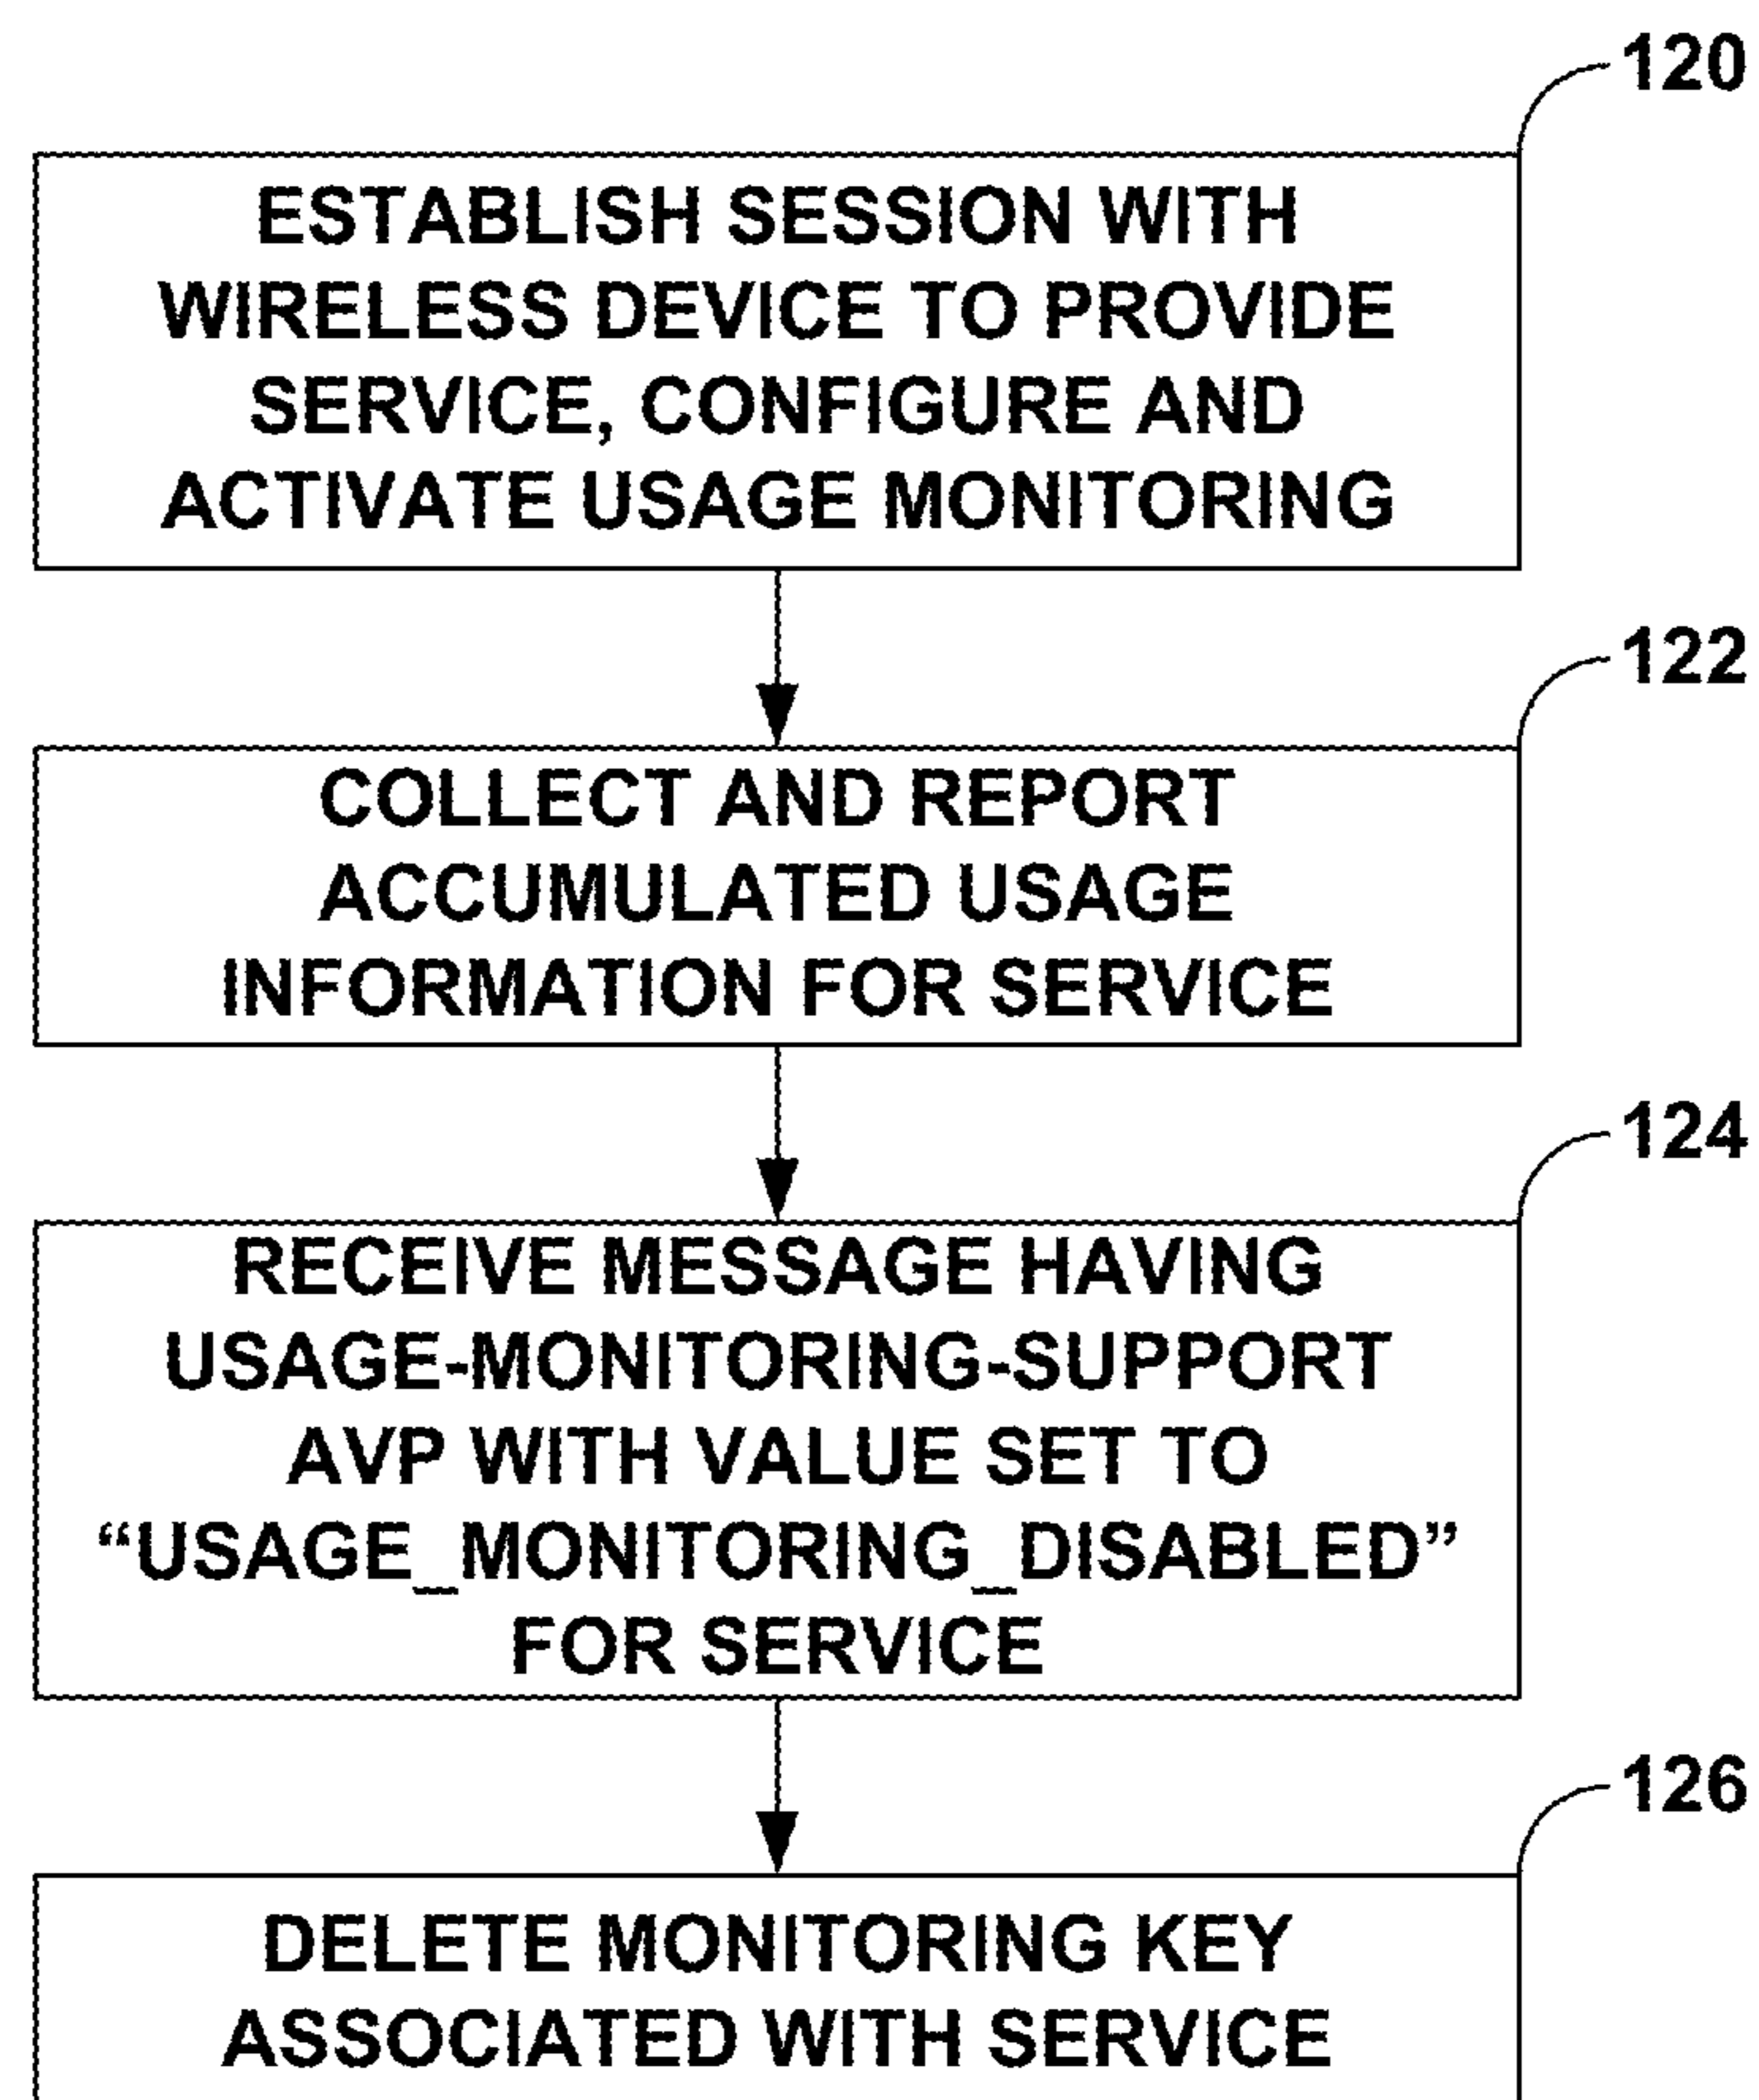 120
ESTABLISH SESSION WITH
WIRELESS DEVICE TO PROVIDE
SERVICE, CONFIGURE AND
ACTIVATE USAGE MONITORING
122
COLLECT AND REPORT
ACCUMULATED USAGE
INFORMATION FOR SERVICE
124
RECEIVE MESSAGE HAVING
USAGE-MONITORING-SUPPORT
AVP WITH VALUE SET TO
“USAGE_MONITORING_DISABLED”
FOR SERVICE
126
DELETE MONITORING KEY
ASSOCIATED WITH SERVICE